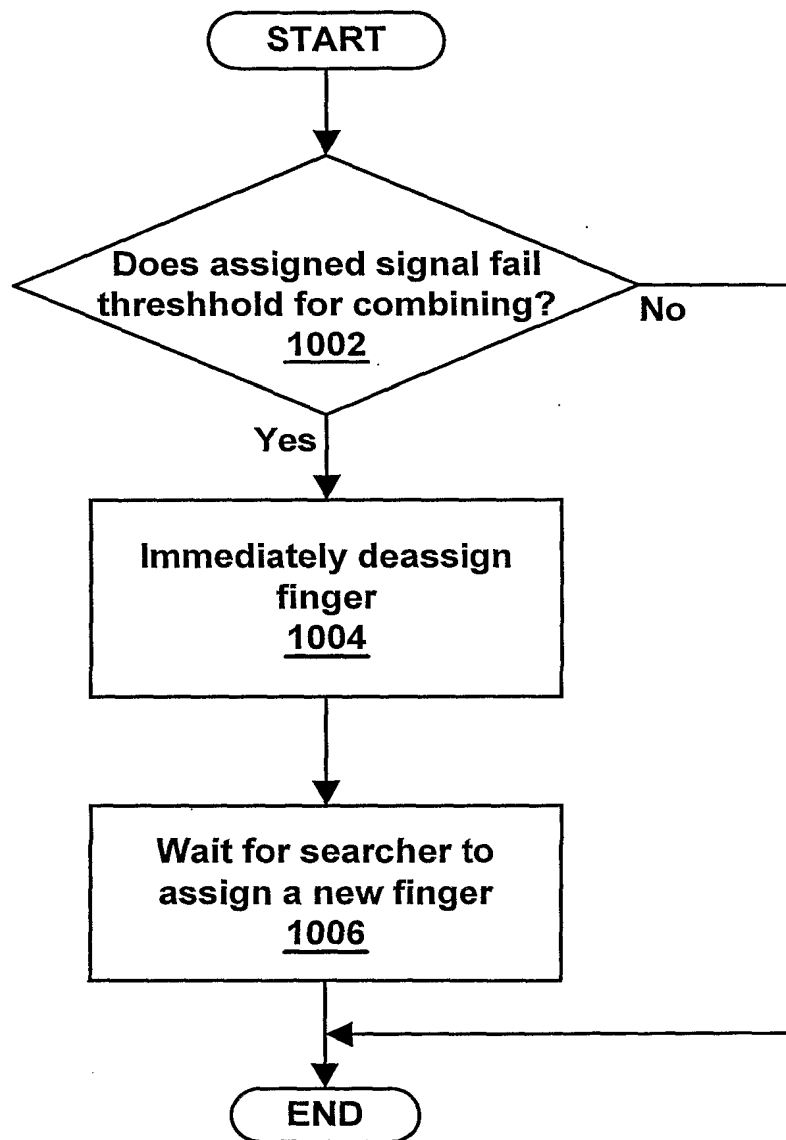 START
Does assigned signal fail
threshhold for combining?
1002
No
Yes
Immediately deassign
finger
1004
Wait for searcher to
assign a new finger
1006
END